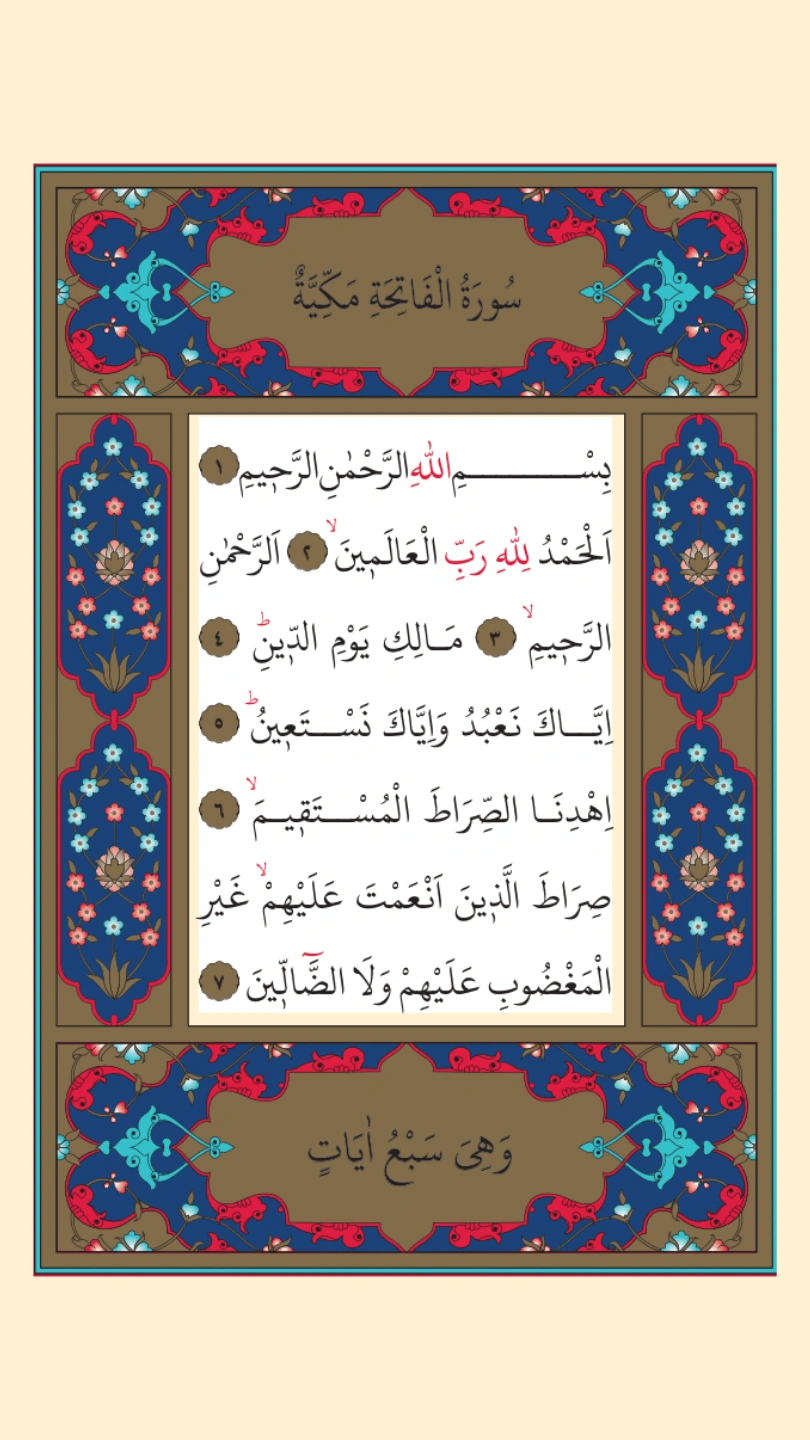 سُورَةُ الْفَاتِحَةِ مَكِّيَّةٌ
بِسْمِ اللّٰهِ الرَّحْمٰنِ الرَّحٖيمِ ١
اَلْحَمْدُ لِلّٰهِ رَبِّ الْعَالَمٖينَۙ ٢ اَلرَّحْمٰنِ
الرَّحٖيمِۙ ٣ مَالِكِ يَوْمِ الدّٖينِؕ ٤
اِيَّاكَ نَعْبُدُ وَاِيَّاكَ نَسْتَعٖينُؕ ٥
اِهْدِنَا الصِّرَاطَ الْمُسْتَقٖيمَۙ ٦
صِرَاطَ الَّذٖينَ اَنْعَمْتَ عَلَيْهِمْۙ غَيْرِ
الْمَغْضُوبِ عَلَيْهِمْ وَلَا الضَّٓالّٖينَ ٧
وَهِىَ سَبْعُ اٰيَاتٍ